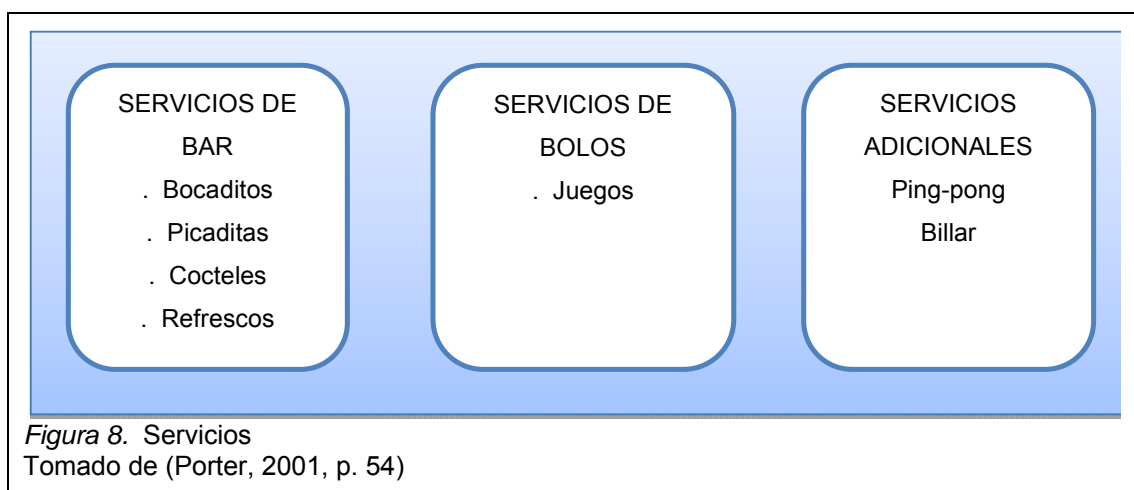 SERVICIOS DE
BAR
. Bocaditos
. Picaditas
. Cocteles
. Refrescos
SERVICIOS DE
BOLOS
. Juegos
SERVICIOS
ADICIONALES
Ping-pong
Billar
Figura 8. Servicios
Tomado de (Porter, 2001, p. 54)